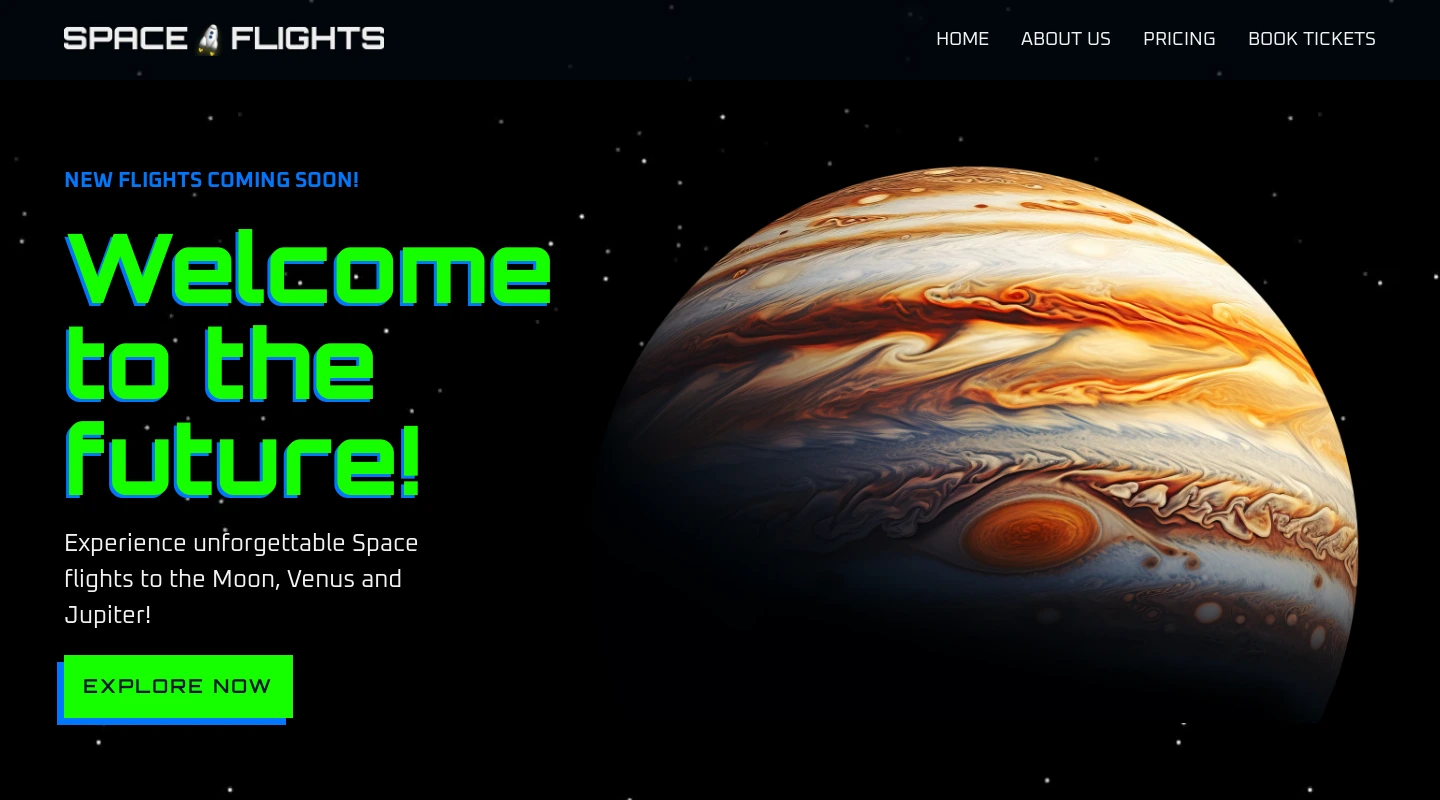 SPACE FLIGHTS
HOME ABOUT US PRICING BOOK TICKETS
NEW FLIGHTS COMING SOON!
Welcome
to the
future!
Experience unforgettable Space
flights to the Moon, Venus and
Jupiter!
EXPLORE NOW